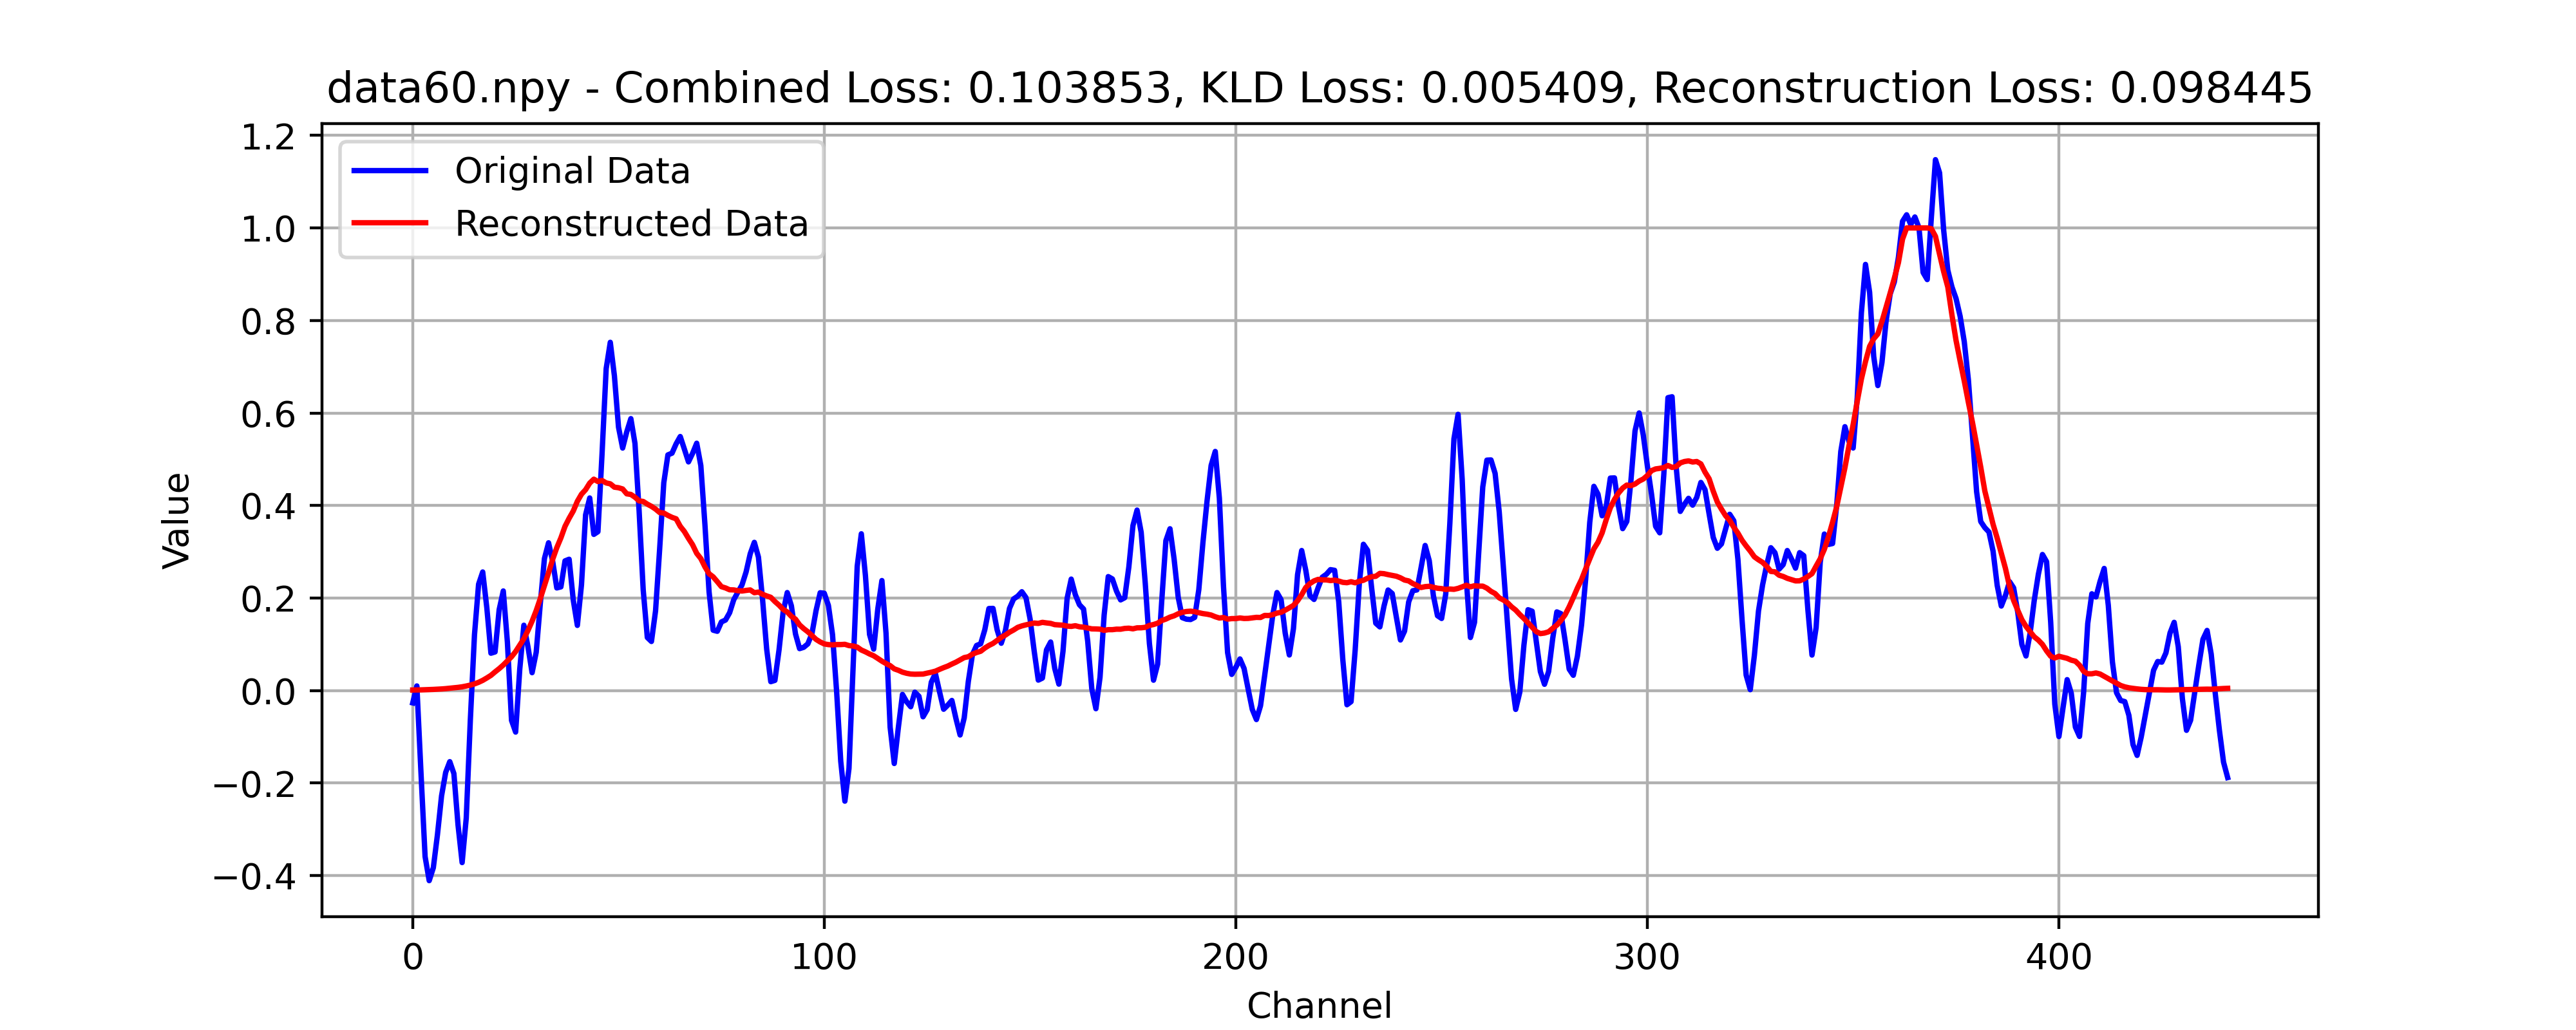 data60.npy - Combined Loss: 0.103853, KLD Loss: 0.005409, Reconstruction Loss: 0.098445
1.2
Original Data
Reconstructed Data
1.0
0.8
0.6
0.4
0.2
0.0
−0.2
−0.4
Value
0 100 200 300 400
Channel